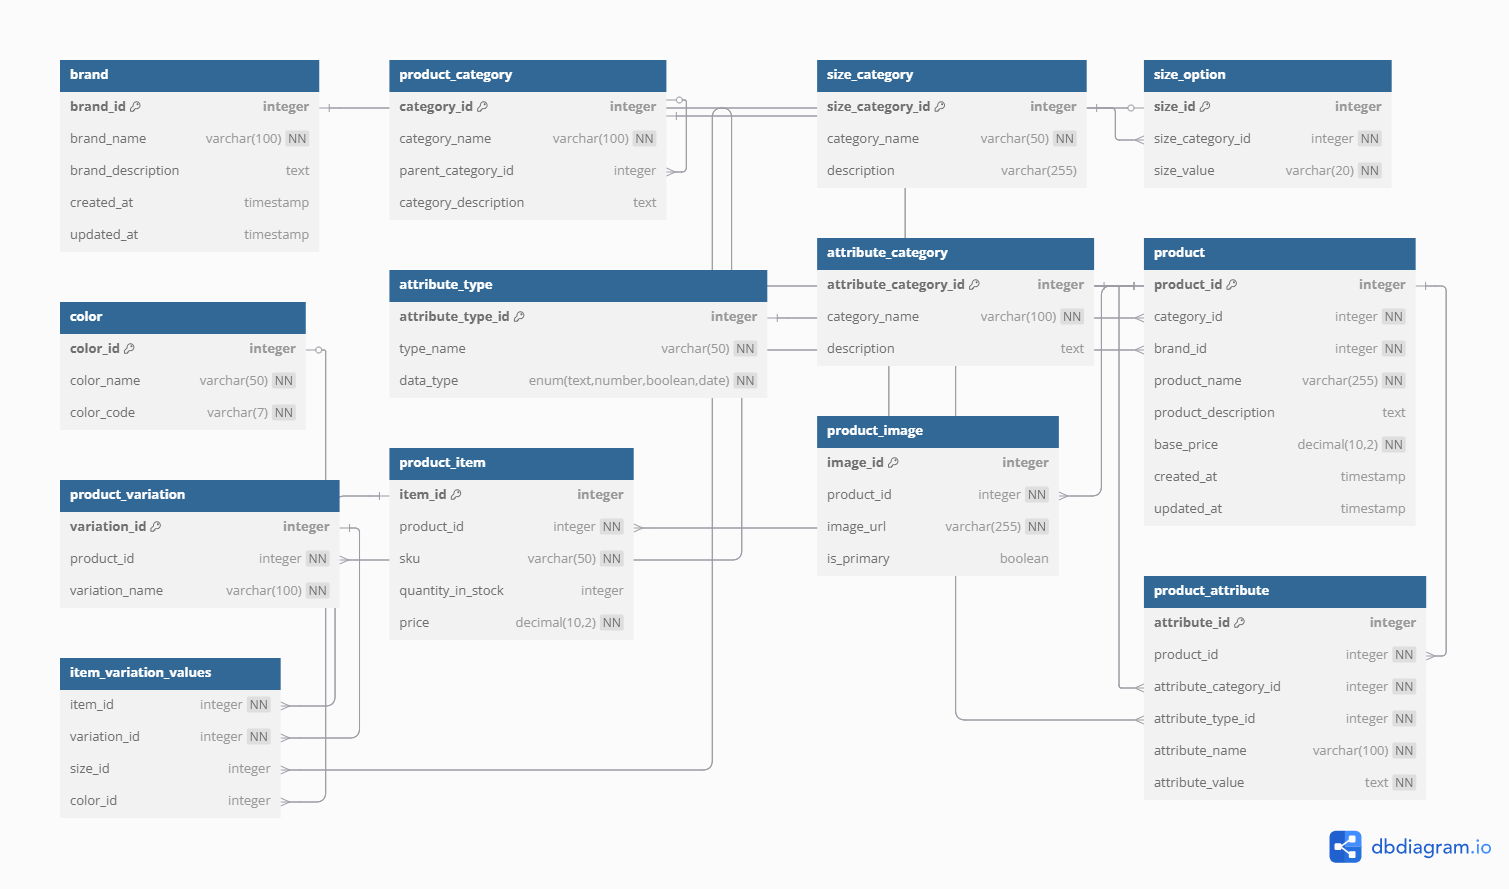 brand
brand_id integer
brand_name varchar(100) NN
brand_description text
created_at timestamp
updated_at timestamp
product_category
category_id integer
category_name varchar(100) NN
parent_category_id integer
category_description text
size_category
size_category_id integer
category_name varchar(50) NN
description varchar(255)
size_option
size_id integer
size_category_id integer NN
size_value varchar(20) NN
attribute_category
attribute_category_id integer
category_name varchar(100) NN
description text
product
product_id integer
category_id integer NN
brand_id integer NN
product_name varchar(255) NN
product_description text
base_price decimal(10,2) NN
created_at timestamp
updated_at timestamp
attribute_type
attribute_type_id integer
type_name varchar(50) NN
data_type enum(text,number,boolean,date) NN
color
color_id integer
color_name varchar(50) NN
color_code varchar(7) NN
product_image
image_id integer
product_id integer NN
image_url varchar(255) NN
is_primary boolean
product_item
item_id integer
product_id integer NN
sku varchar(50) NN
quantity_in_stock integer
price decimal(10,2) NN
product_variation
variation_id integer
product_id integer NN
variation_name varchar(100) NN
product_attribute
attribute_id integer
product_id integer NN
attribute_category_id integer NN
attribute_type_id integer NN
attribute_name varchar(100) NN
attribute_value text NN
item_variation_values
item_id integer NN
variation_id integer NN
size_id integer
color_id integer
dbdiagram.io